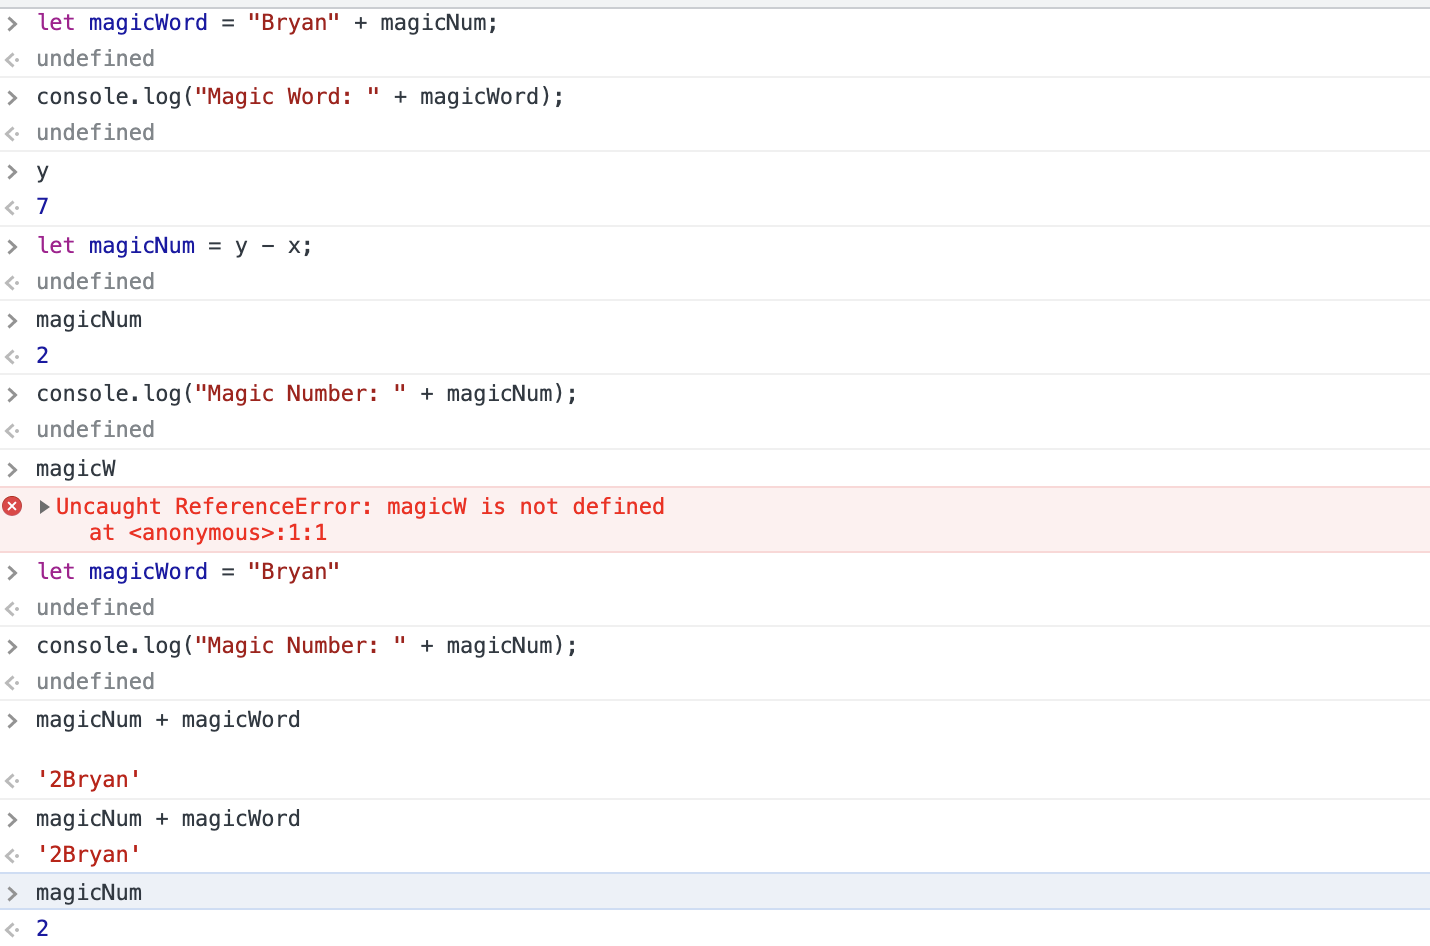 let magicWord = "Bryan" + magicNum;
undefined
console.log("Magic Word: " + magicWord);
undefined
y
7
let magicNum = y - x;
undefined
magicNum
2
console.log("Magic Number: " + magicNum);
undefined
magicW
Uncaught ReferenceError: magicW is not defined
at <anonymous>:1:1
let magicWord = "Bryan"
undefined
console.log("Magic Number: " + magicNum);
undefined
magicNum + magicWord
'2Bryan'
magicNum + magicWord
'2Bryan'
magicNum
2